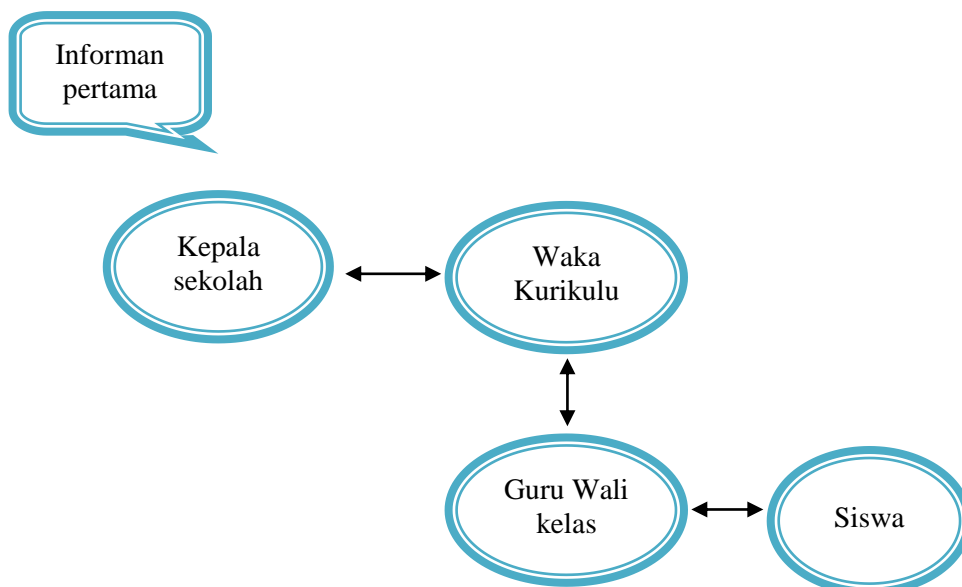 Informan
pertama
Kepala
sekolah
Waka
Kurikulu
Guru Wali
kelas
Siswa